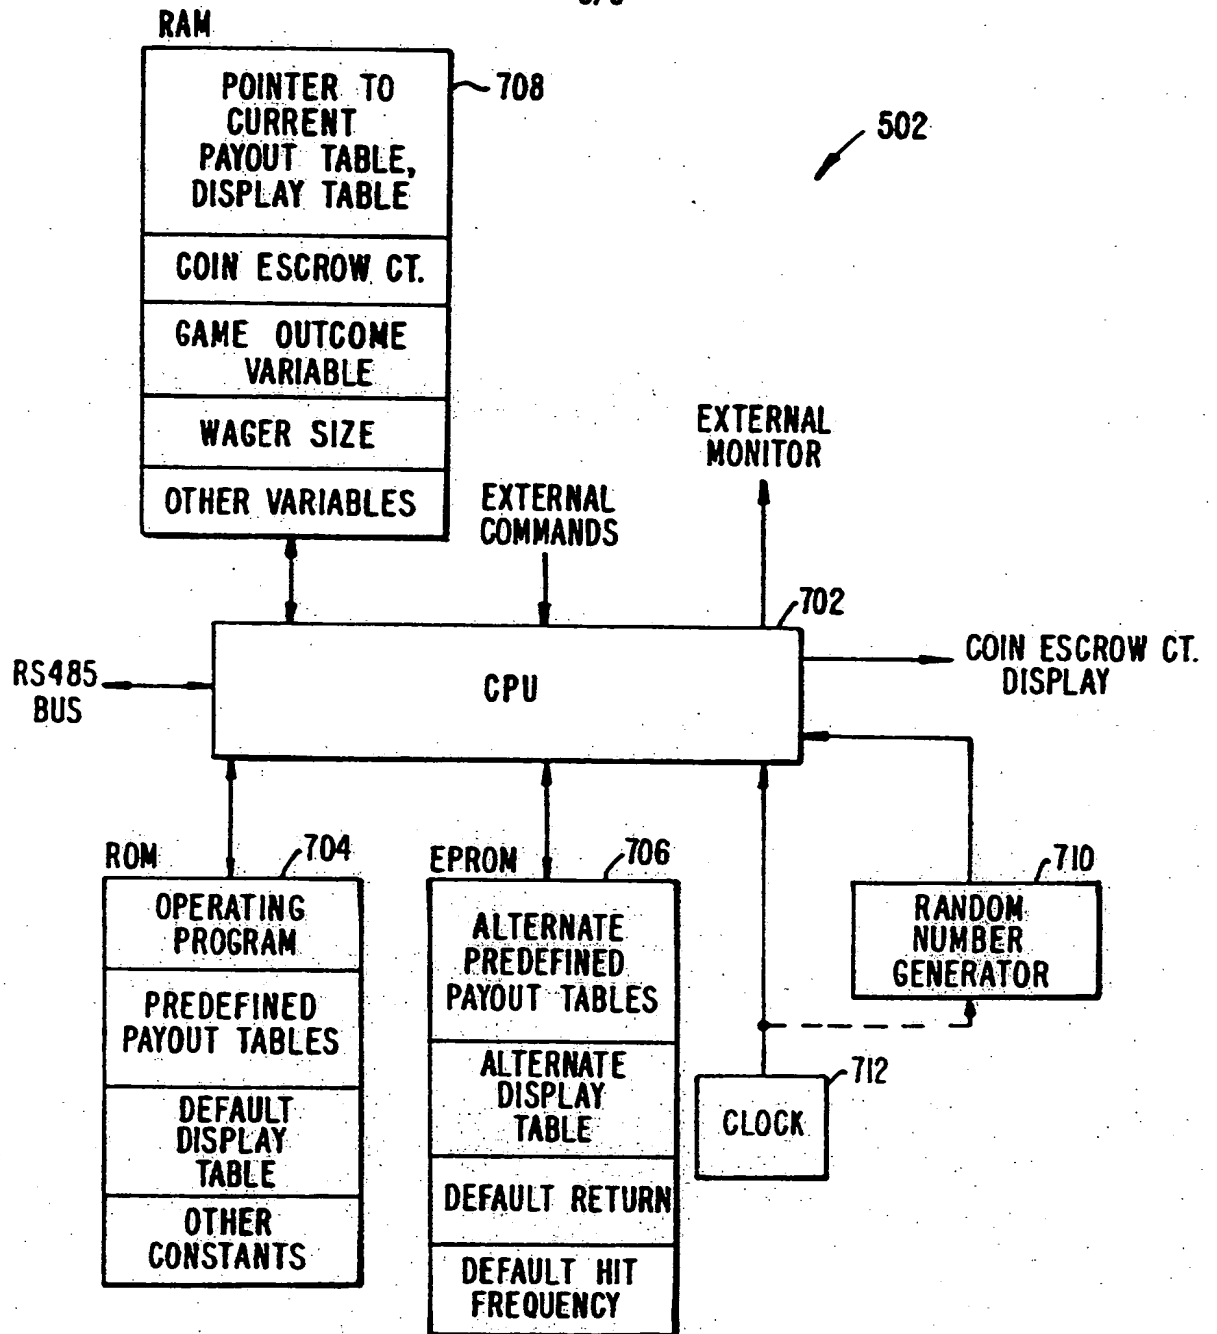 RAM
POINTER TO
CURRENT
PAYOUT TABLE,
DISPLAY TABLE
708
502
COIN ESCROW CT.
GAME OUTCOME
VARIABLE
WAGER SIZE
OTHER VARIABLES
EXTERNAL
COMMANDS
EXTERNAL
MONITOR
702
CPU
RS485
BUS
COIN ESCROW CT.
DISPLAY
ROM
704
OPERATING
PROGRAM
PREDEFINED
PAYOUT TABLES
DEFAULT
DISPLAY
TABLE
OTHER
CONSTANTS
EPROM
706
ALTERNATE
PREDEFINED
PAYOUT TABLES
ALTERNATE
DISPLAY
TABLE
DEFAULT RETURN
DEFAULT HIT
FREQUENCY
710
RANDOM
NUMBER
GENERATOR
712
CLOCK